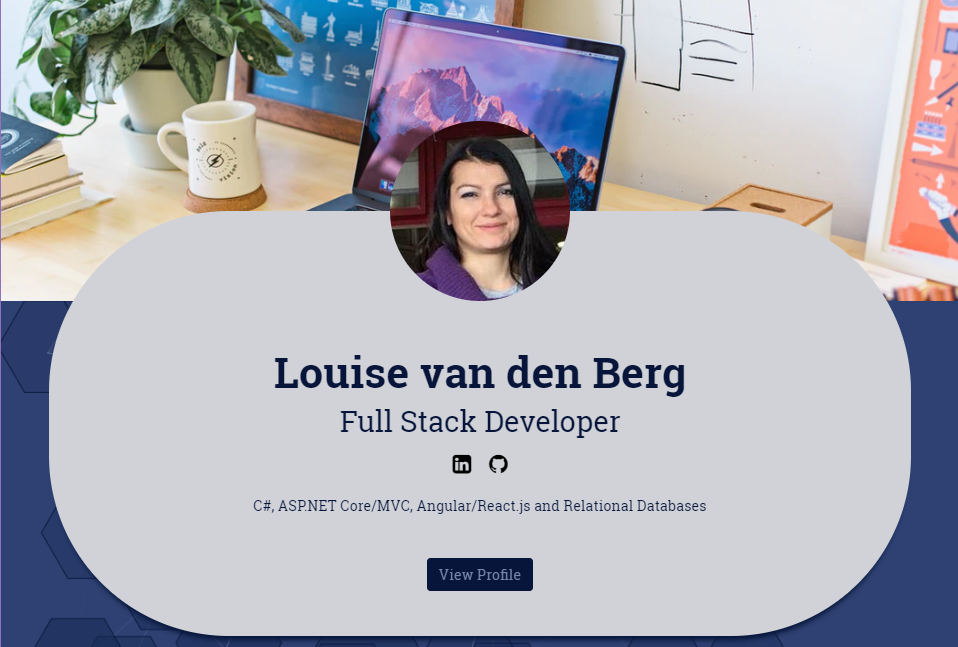 Louise van den Berg
Full Stack Developer
C#, ASP.NET Core/MVC, Angular/React.js and Relational Databases
View Profile